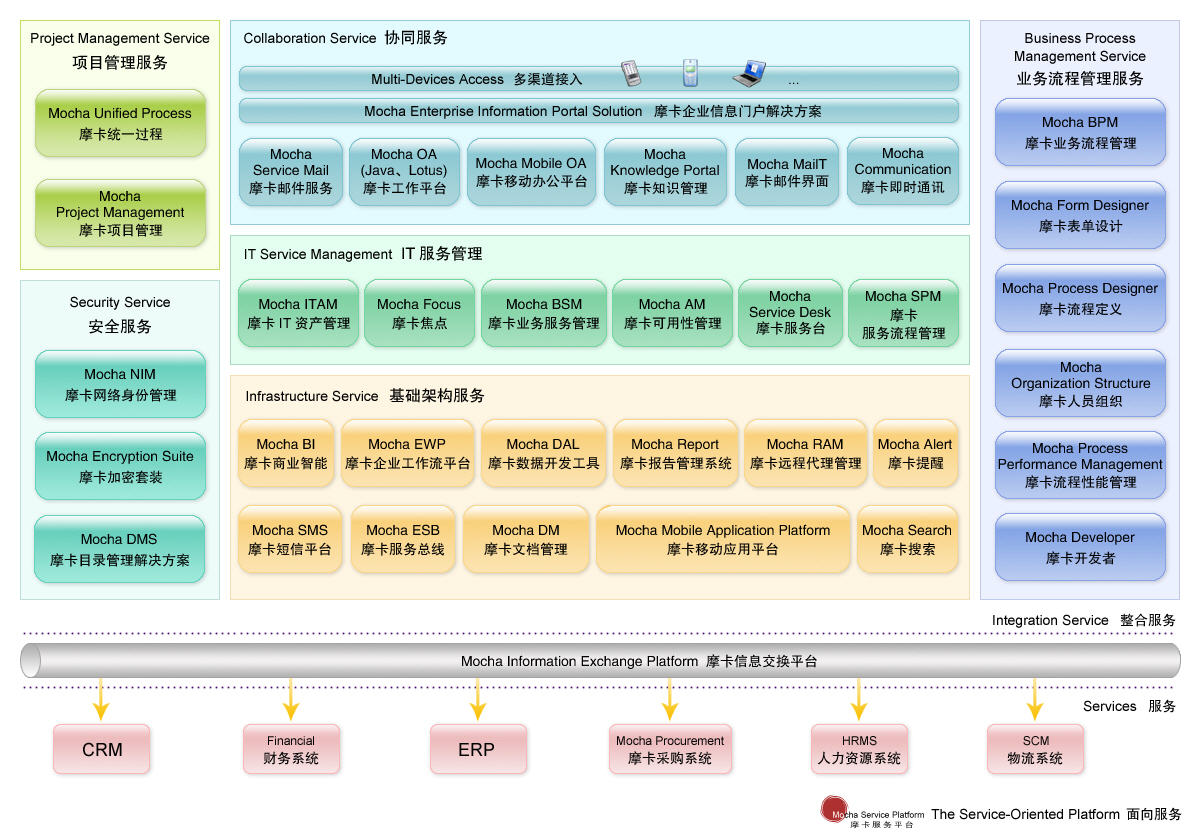 Project Management Service
项目管理服务
Mocha Unified Process
摩卡统一过程
Mocha
Project Management
摩卡项目管理
Security Service
安全服务
Mocha NIM
摩卡网络身份管理
Mocha Encryption Suite
摩卡加密套装
Mocha DMS
摩卡目录管理解决方案
Collaboration Service 协同服务
Multi-Devices Access 多渠道接入 ...
Mocha Enterprise Information Portal Solution 摩卡企业信息门户解决方案
Mocha
Service Mail
摩卡邮件服务
Mocha OA
(Java、Lotus)
摩卡工作平台
Mocha Mobile OA
摩卡移动办公平台
Mocha
Knowledge Portal
摩卡知识管理
Mocha MailT
摩卡邮件界面
Mocha
Communication
摩卡即时通讯
IT Service Management IT 服务管理
Mocha ITAM
摩卡 IT 资产管理
Mocha Focus
摩卡焦点
Mocha BSM
摩卡业务服务管理
Mocha AM
摩卡可用性管理
Mocha
Service Desk
摩卡服务台
Mocha SPM
摩卡
服务流程管理
Infrastructure Service 基础架构服务
Mocha BI
摩卡商业智能
Mocha EWP
摩卡企业工作流平台
Mocha DAL
摩卡数据开发工具
Mocha Report
摩卡报告管理系统
Mocha RAM
摩卡远程代理管理
Mocha Alert
摩卡提醒
Mocha SMS
摩卡短信平台
Mocha ESB
摩卡服务总线
Mocha DM
摩卡文档管理
Mocha Mobile Application Platform
摩卡移动应用平台
Mocha Search
摩卡搜索
Business Process
Management Service
业务流程管理服务
Mocha BPM
摩卡业务流程管理
Mocha Form Designer
摩卡表单设计
Mocha Process Designer
摩卡流程定义
Mocha
Organization Structure
摩卡人员组织
Mocha Process
Performance Management
摩卡流程性能管理
Mocha Developer
摩卡开发者
Integration Service 整合服务
Mocha Information Exchange Platform 摩卡信息交换平台
Services 服务
CRM
Financial
财务系统
ERP
Mocha Procurement
摩卡采购系统
HRMS
人力资源系统
SCM
物流系统
Mocha Service Platform
摩卡服务平台
The Service-Oriented Platform 面向服务